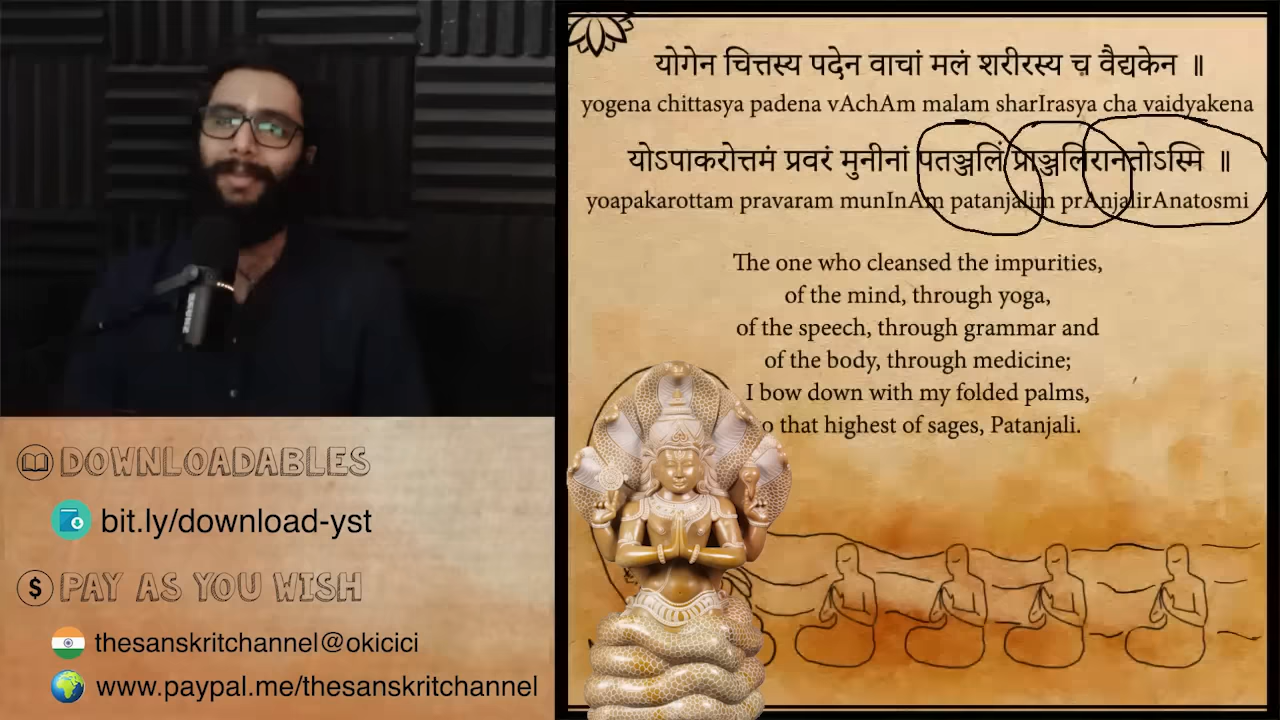 योगेन चित्तस्य पदेन वाचां मलं शरीरस्य च वैद्यकेन ॥
yogena chittasya padena vAchAm malam sharIrasya cha vaidyakena
योऽपाकरोत्तमं प्रवरं मुनीनां पतञ्जलिं प्राञ्जलिरानतोऽस्मि ॥
yoapakarottam pravaram munInAm patanjalim prAnjalirAnatosmi
The one who cleansed the impurities,
of the mind, through yoga,
of the speech, through grammar and
of the body, through medicine;
I bow down with my folded palms,
o that highest of sages, Patanjali.
DOWNLOADABLES
bit.ly/download-yst
$ PAY AS YOU WISH
thesanskritchannel@okicici
www.paypal.me/thesanskritchannel